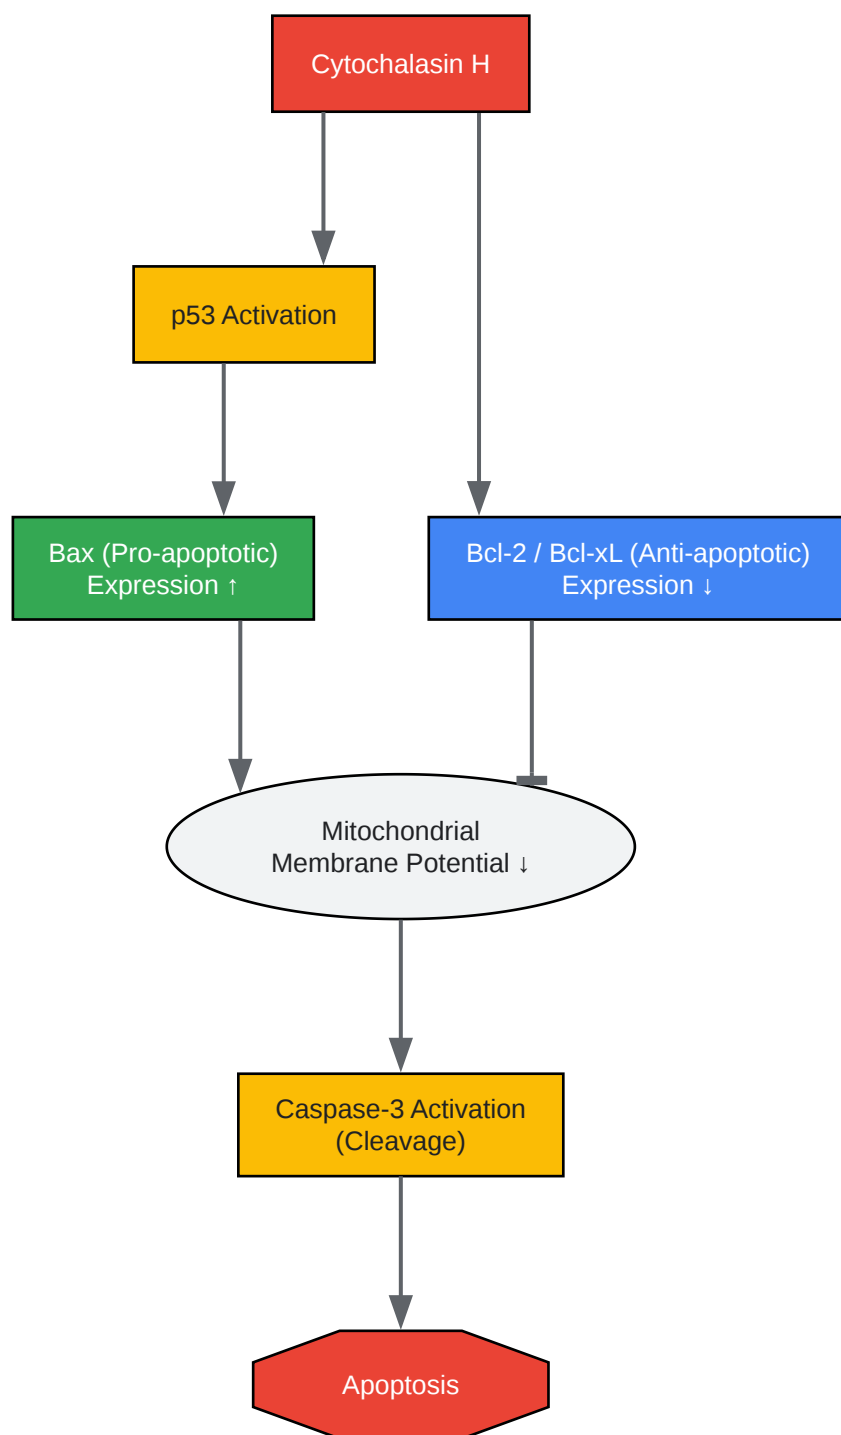 Cytochalasin H
p53 Activation
Bax (Pro-apoptotic)
Expression ↑
Bcl-2 / Bcl-xL (Anti-apoptotic)
Expression ↓
Mitochondrial
Membrane Potential ↓
Caspase-3 Activation
(Cleavage)
Apoptosis